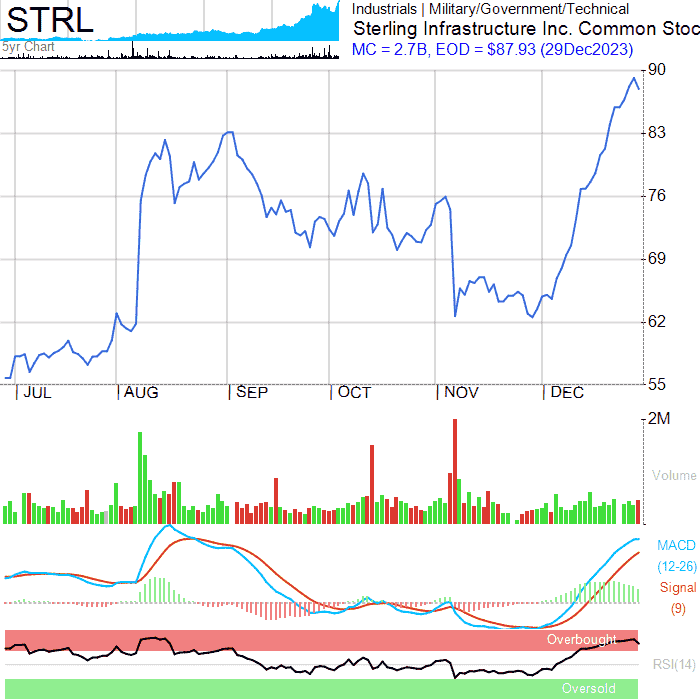 STRL
5yr Chart
Industrials | Military/Government/Technical
Sterling Infrastructure Inc. Common Stoc
MC = 2.7B, EOD = $87.93 (29Dec2023)
90
83
76
69
62
55
JUL AUG SEP OCT NOV DEC
2M
Volume
MACD
(12-26)
Signal
(9)
Overbought
RSI(14)
Oversold